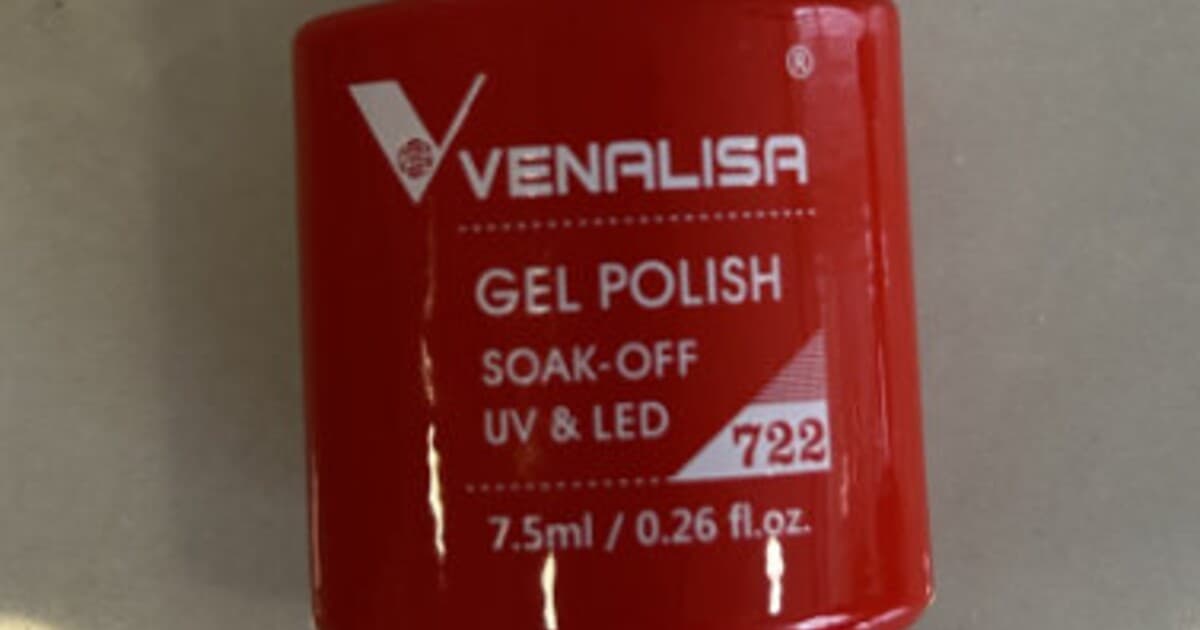 VENALISA ®
GEL POLISH
SOAK-OFF
UV & LED
722
7.5ml / 0.26 fl.oz.